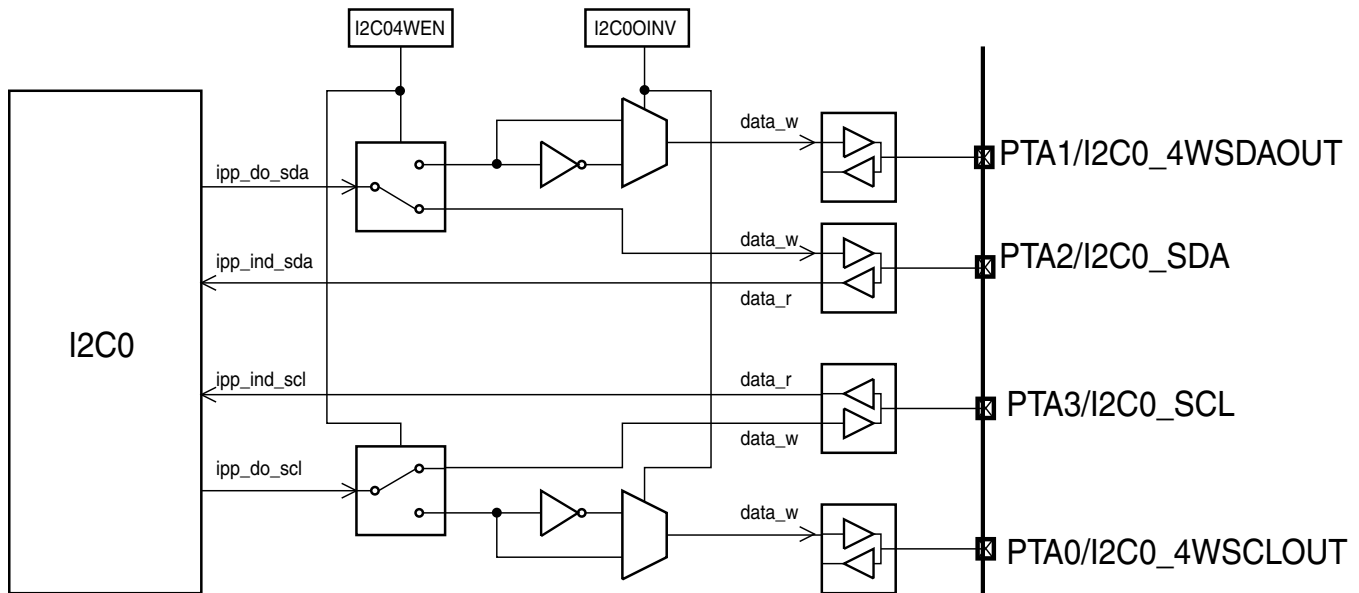 I2C04WEN
I2C0OINV
data_w
PTA1/I2C0_4WSDAOUT
ipp_do_sda
data_w
PTA2/I2C0_SDA
ipp_ind_sda
data_r
I2C0
ipp_ind_scl
data_r
PTA3/I2C0_SCL
data_w
ipp_do_scl
data_w
PTA0/I2C0_4WSCLOUT